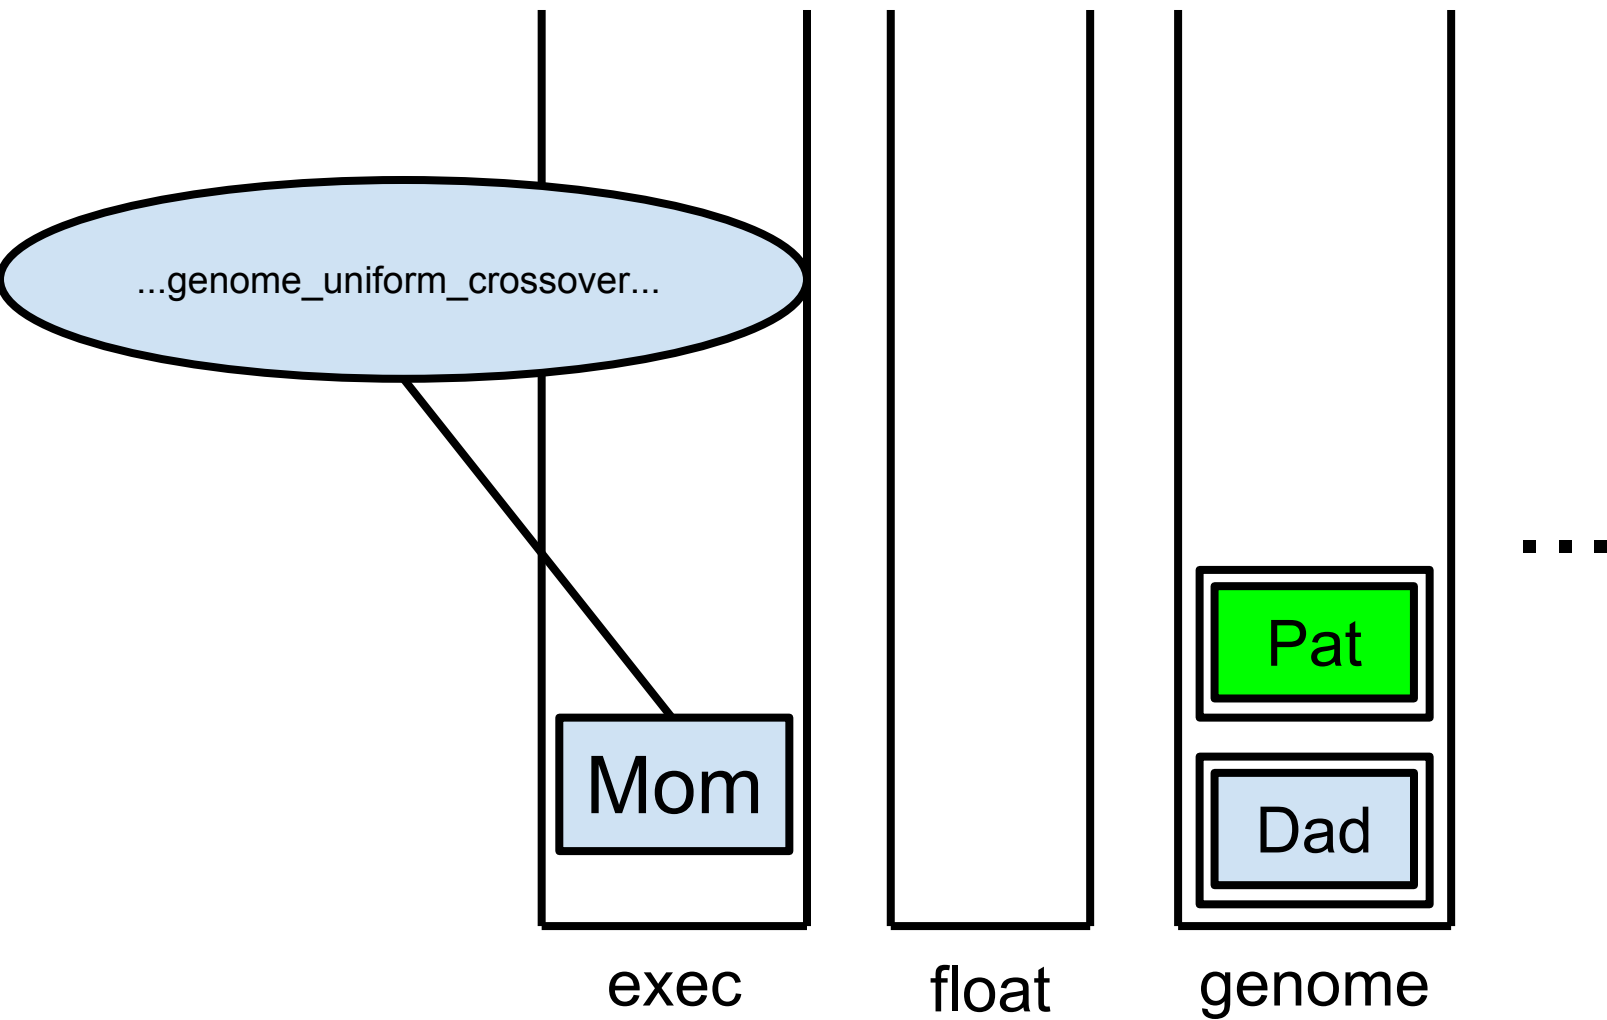 ...genome_uniform_crossover...
Pat
Mom
Dad
...
exec
float
genome